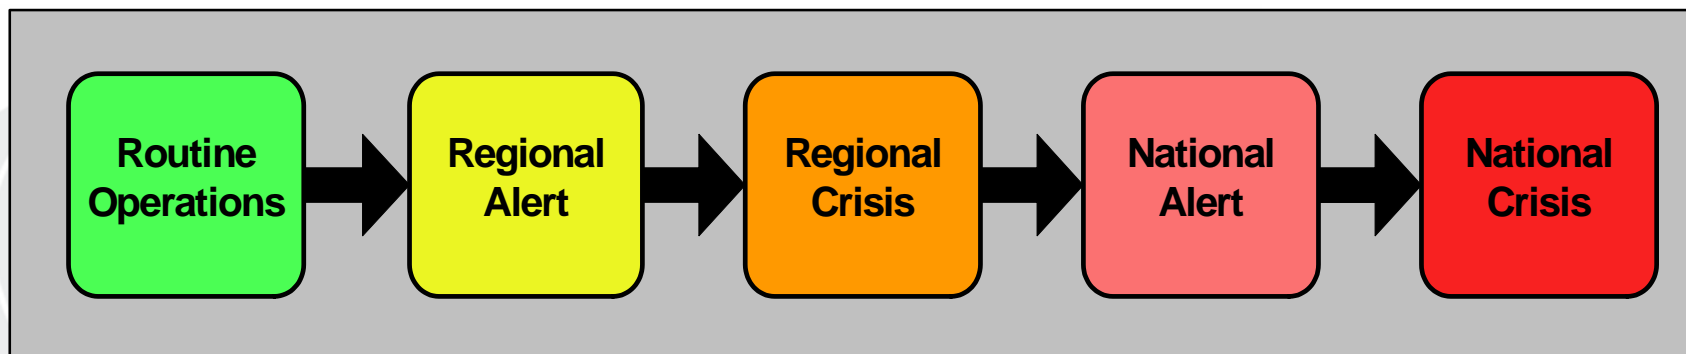 Routine
Operations
Regional
Alert
Regional
Crisis
National
Alert
National
Crisis